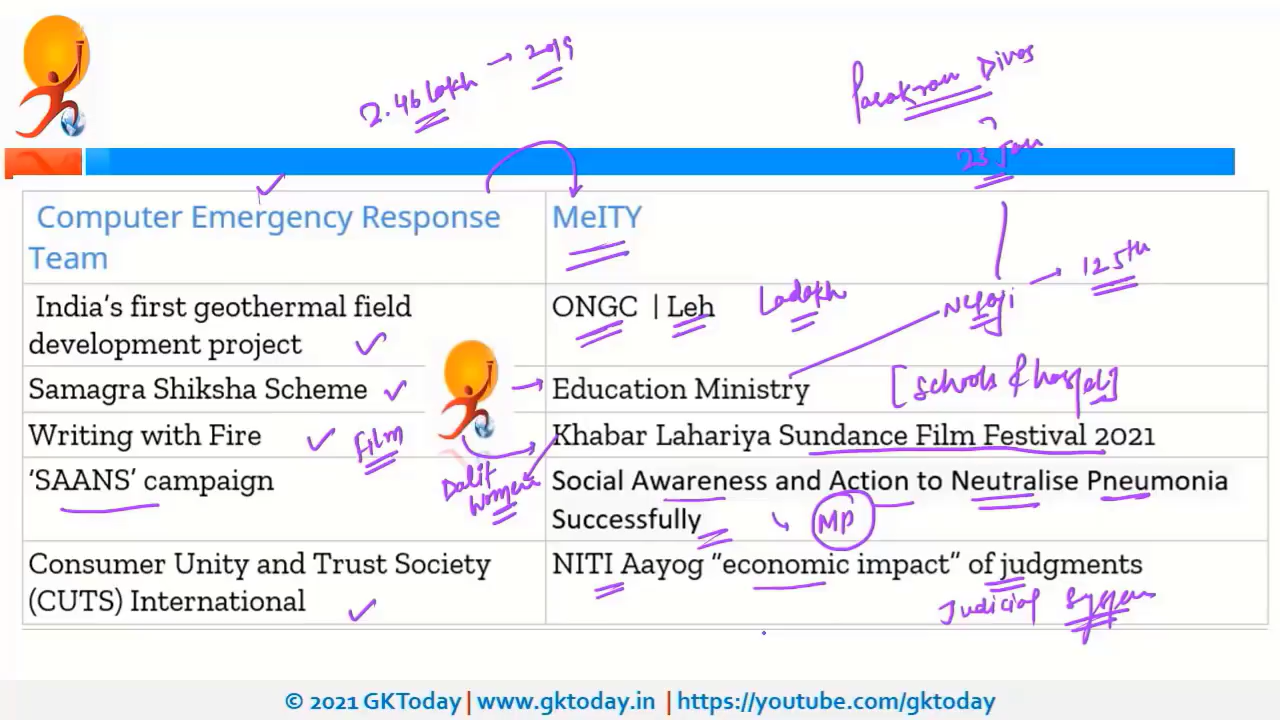 2.46 lakh → 2019
Parakram Divas
23 Jan
Computer Emergency Response
Team
MeITY
125th
India’s first geothermal field
development project
ONGC | Leh
Ladakh
Netaji
Samagra Shiksha Scheme
Education Ministry
[Schools & hostels]
Writing with Fire
Film
Khabar Lahariya Sundance Film Festival 2021
Dalit
Women
‘SAANS’ campaign
Social Awareness and Action to Neutralise Pneumonia
Successfully
MP
Consumer Unity and Trust Society
(CUTS) International
NITI Aayog “economic impact” of judgments
Judicial System
© 2021 GKToday | www.gktoday.in | https://youtube.com/gktoday